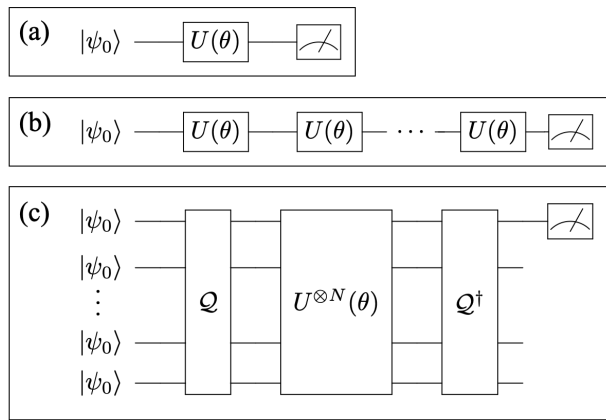 (a) |ψ₀⟩ U(θ)
(b) |ψ₀⟩ U(θ) U(θ) ··· U(θ)
(c) |ψ₀⟩
|ψ₀⟩
⋮ 𝒬 U^{⊗N}(θ) 𝒬†
|ψ₀⟩
|ψ₀⟩